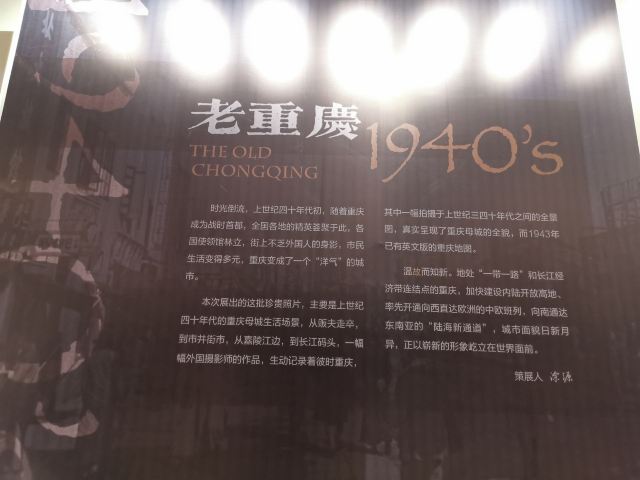 老重慶
THE OLD
CHONGQING
1940's
时光倒流，上世纪四十年代初，随着重庆
成为战时首都，全国各地的精英荟聚于此，各
国使领馆林立，街上不乏外国人的身影，市民
生活变得多元，重庆变成了一个“洋气”的城
市。
本次展出的这批珍贵照片，主要是上世纪
四十年代的重庆母城生活场景，从贩夫走卒，
到市井街市，从嘉陵江边，到长江码头，一幅
幅外国摄影师的作品，生动记录着彼时重庆，
其中一幅拍摄于上世纪三四十年代之间的全景
图，真实呈现了重庆母城的全貌，而1943年
已有英文版的重庆地图。
温故而知新。地处“一带一路”和长江经
济带连结点的重庆，加快建设内陆开放高地、
率先开通向西直达欧洲的中欧班列，向南通达
东南亚的“陆海新通道”，城市面貌日新月
异，正以崭新的形象屹立在世界面前。
策展人